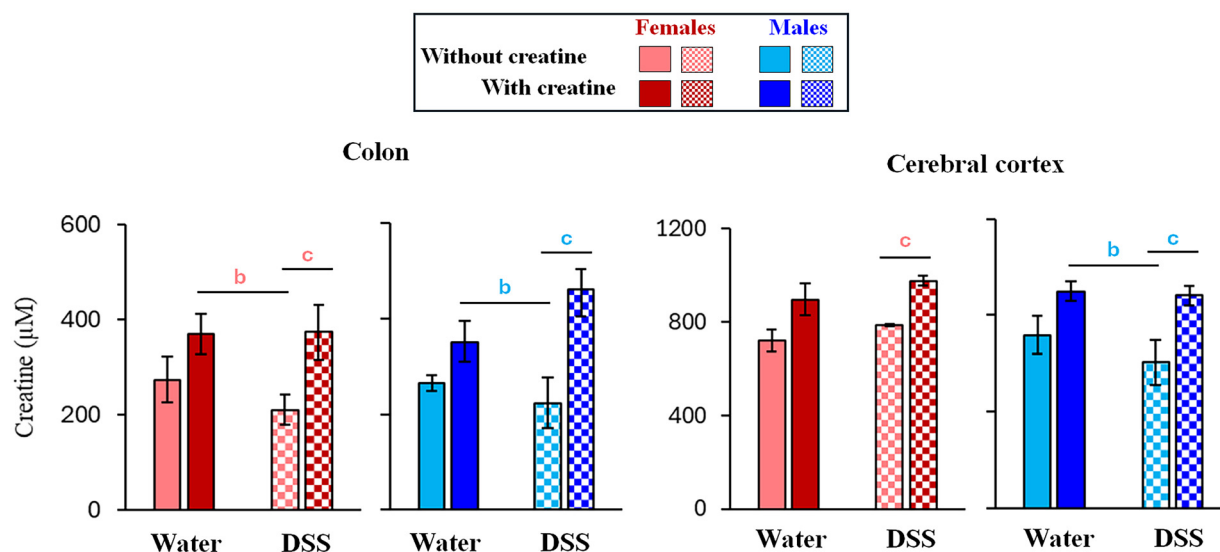 Females Males
Without creatine
With creatine
Colon
Cerebral cortex
Creatine (µM)
600
400
200
0
b
c
b
c
1200
800
400
0
c
b
c
Water DSS
Water DSS
Water DSS
Water DSS